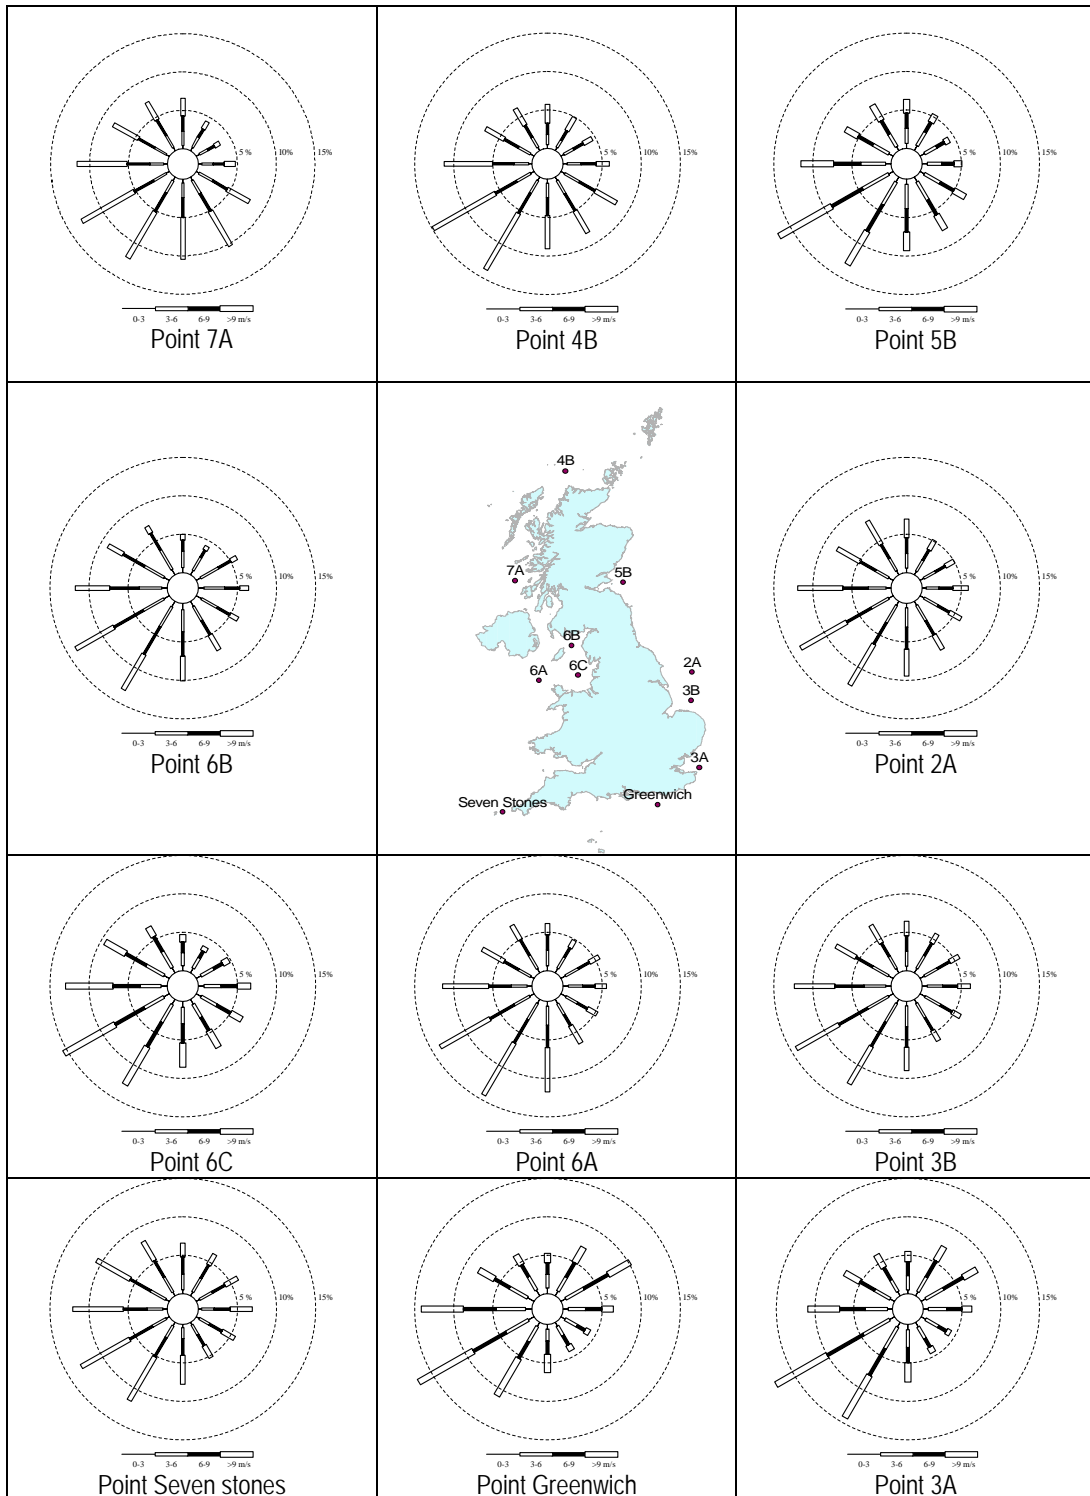 5 % 10% 15%
0-3 3-6 6-9 >9 m/s
Point 7A
5 % 10% 15%
0-3 3-6 6-9 >9 m/s
Point 4B
5 % 10% 15%
0-3 3-6 6-9 >9 m/s
Point 5B
5 % 10% 15%
0-3 3-6 6-9 >9 m/s
Point 6B
4B
7A
5B
6B
6A
6C
2A
3B
3A
Seven Stones
Greenwich
5 % 10% 15%
0-3 3-6 6-9 >9 m/s
Point 2A
5 % 10% 15%
0-3 3-6 6-9 >9 m/s
Point 6C
5 % 10% 15%
0-3 3-6 6-9 >9 m/s
Point 6A
5 % 10% 15%
0-3 3-6 6-9 >9 m/s
Point 3B
5 % 10% 15%
0-3 3-6 6-9 >9 m/s
Point Seven stones
5 % 10% 15%
0-3 3-6 6-9 >9 m/s
Point Greenwich
5 % 10% 15%
0-3 3-6 6-9 >9 m/s
Point 3A